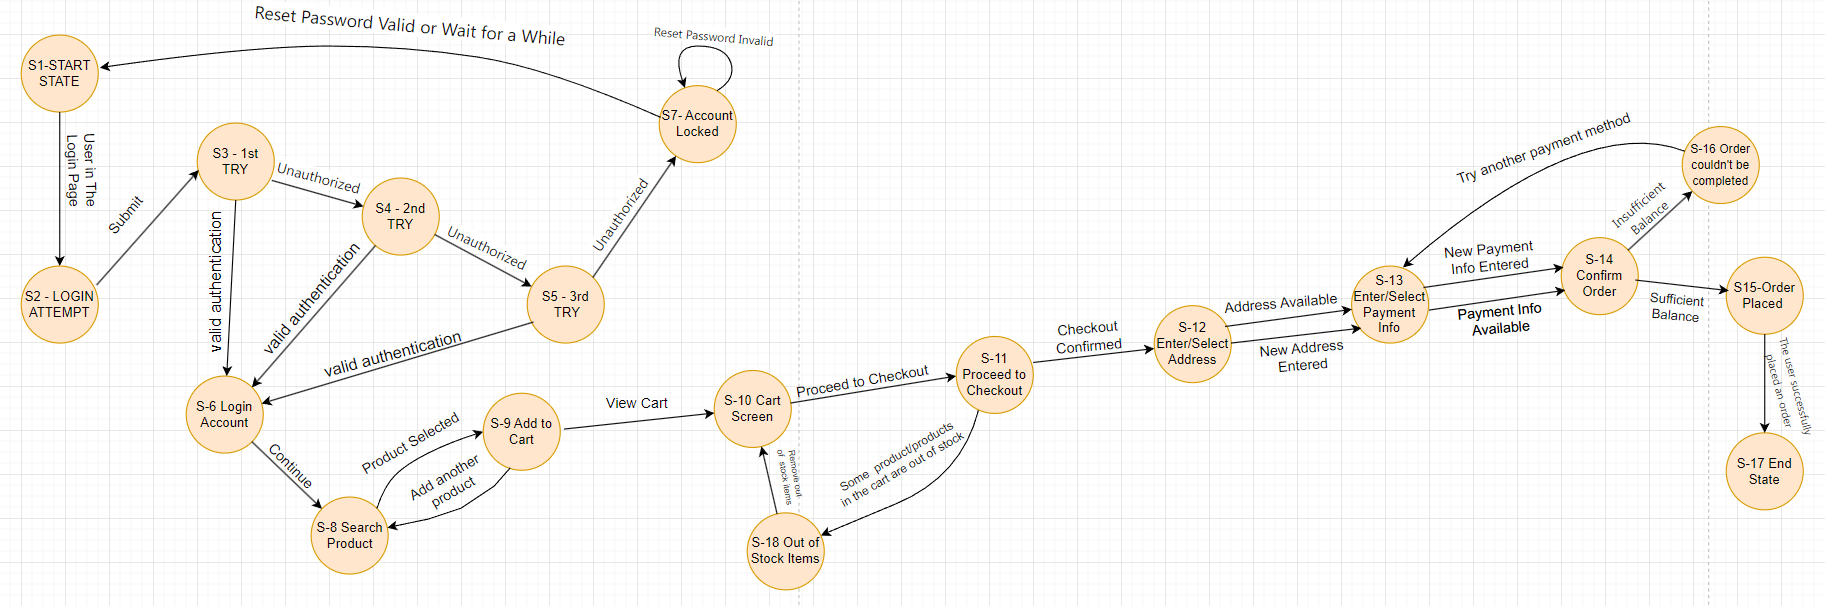 Reset Password Valid or Wait for a While
Reset Password Invalid
S1-START
STATE
S7- Account
Locked
User in The
Login Page
S3 - 1st
TRY
Unauthorized
S4 - 2nd
TRY
Submit
Unauthorized
Unauthorized
valid authentication
valid authentication
valid authentication
S2 - LOGIN
ATTEMPT
S5 - 3rd
TRY
S-6 Login
Account
Continue
S-8 Search
Product
Product Selected
Add another
product
S-9 Add to
Cart
View Cart
S-10 Cart
Screen
Proceed to Checkout
S-11
Proceed to
Checkout
Some product/products
in the cart are out of stock
S-18 Out of
Stock Items
Remove out
of stock items
Checkout
Confirmed
S-12
Enter/Select
Address
Address Available
New Address
Entered
S-13
Enter/Select
Payment
Info
New Payment
Info Entered
Payment Info
Available
Try another payment method
S-14
Confirm
Order
Insufficient
Balance
S-16 Order
couldn't be
completed
Sufficient
Balance
S15-Order
Placed
The user successfully
placed an order
S-17 End
State